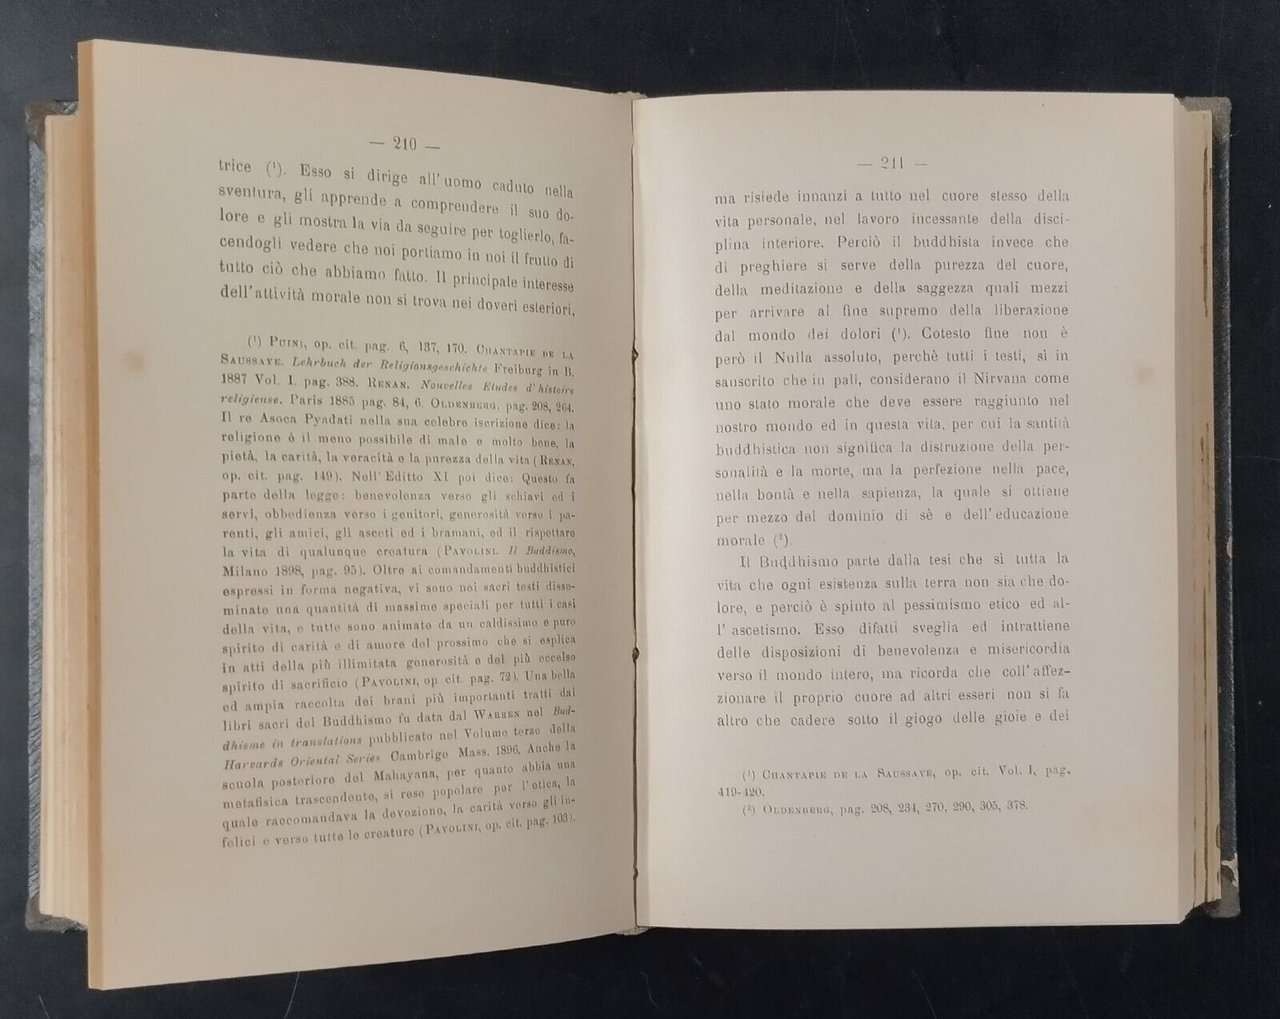 — 210 —
trice (¹). Esso si dirige all'uomo caduto nella
sventura, gli apprende a comprendere il suo do-
lore e gli mostra la via da seguire per toglierlo, fa-
cendogli vedere che noi portiamo in noi il frutto di
tutto ciò che abbiamo fatto. Il principale interesse
dell'attività morale non si trova nei doveri esteriori,
(¹) PUINI, op. cit. pag. 6, 137, 170. CHANTAPIE DE LA
SAUSSAYE. Lehrbuch der Religionsgeschichte Freiburg in B.
1887 Vol. I. pag. 388. RENAN. Nouvelles Etudes d'histoire
religieuse. Paris 1885 pag. 84, 6. OLDENBERG. pag. 208, 264.
Il re Asoca Pyadati nella sua celebre iscrizione dice: la
religione è il meno possibile di male e molto bene, la
pietà, la carità, la veracità e la purezza della vita (RENAN,
op. cit. pag. 149). Nell'Editto XI poi dice: Questo fa
parte della legge: benevolenza verso gli schiavi ed i
servi, obbedienza verso i genitori, generosità verso i pa-
renti, gli amici, gli asceti ed i bramani, ed il rispettare
la vita di qualunque creatura (PAVOLINI. Il Buddismo,
Milano 1898, pag. 95). Oltre ai comandamenti buddhistici
espressi in forma negativa, vi sono nei sacri testi disse-
minate una quantità di massime speciali per tutti i casi
della vita, e tutte sono animate da un caldissimo e puro
spirito di carità e di amore del prossimo che si esplica
in atti della più illimitata generosità e del più eccelso
spirito di sacrificio (PAVOLINI, op cit. pag. 72). Una bella
ed ampia raccolta dei brani più importanti tratti dai
libri sacri del Buddhismo fu data dal WARREN nel Bud-
dhisme in translations pubblicato nel Volume terzo della
Harvards Oriental Series Cambrige Mass. 1896. Anche la
scuola posteriore del Mahayana, per quanto abbia una
metafisica trascendente, si rese popolare per l'etica, la
quale raccomandava la devozione, la carità verso gli in-
felici e verso tutte le creature (PAVOLINI, op. cit. pag. 103).
— 211 —
ma risiede innanzi a tutto nel cuore stesso della
vita personale, nel lavoro incessante della disci-
plina interiore. Perciò il buddhista invece che
di preghiere si serve della purezza del cuore,
della meditazione e della saggezza quali mezzi
per arrivare al fine supremo della liberazione
dal mondo dei dolori (¹). Cotesto fine non è
però il Nulla assoluto, perchè tutti i testi, sì in
sanscrito che in pali, considerano il Nirvana come
uno stato morale che deve essere raggiunto nel
nostro mondo ed in questa vita, per cui la santità
buddhistica non significa la distruzione della per-
sonalità e la morte, ma la perfezione nella pace,
nella bontà e nella sapienza, la quale si ottiene
per mezzo del dominio di sè e dell'educazione
morale (²).
Il Buddhismo parte dalla tesi che sì tutta la
vita che ogni esistenza sulla terra non sia che do-
lore, e perciò è spinto al pessimismo etico ed al-
l'ascetismo. Esso difatti sveglia ed intrattiene
delle disposizioni di benevolenza e misericordia
verso il mondo intero, ma ricorda che coll'affez-
zionare il proprio cuore ad altri esseri non si fa
altro che cadere sotto il giogo delle gioie e dei
(¹) CHANTAPIE DE LA SAUSSAYE, op. cit. Vol. I, pag.
419-420.
(²) OLDENBERG, pag. 208, 234, 270, 290, 305, 378.